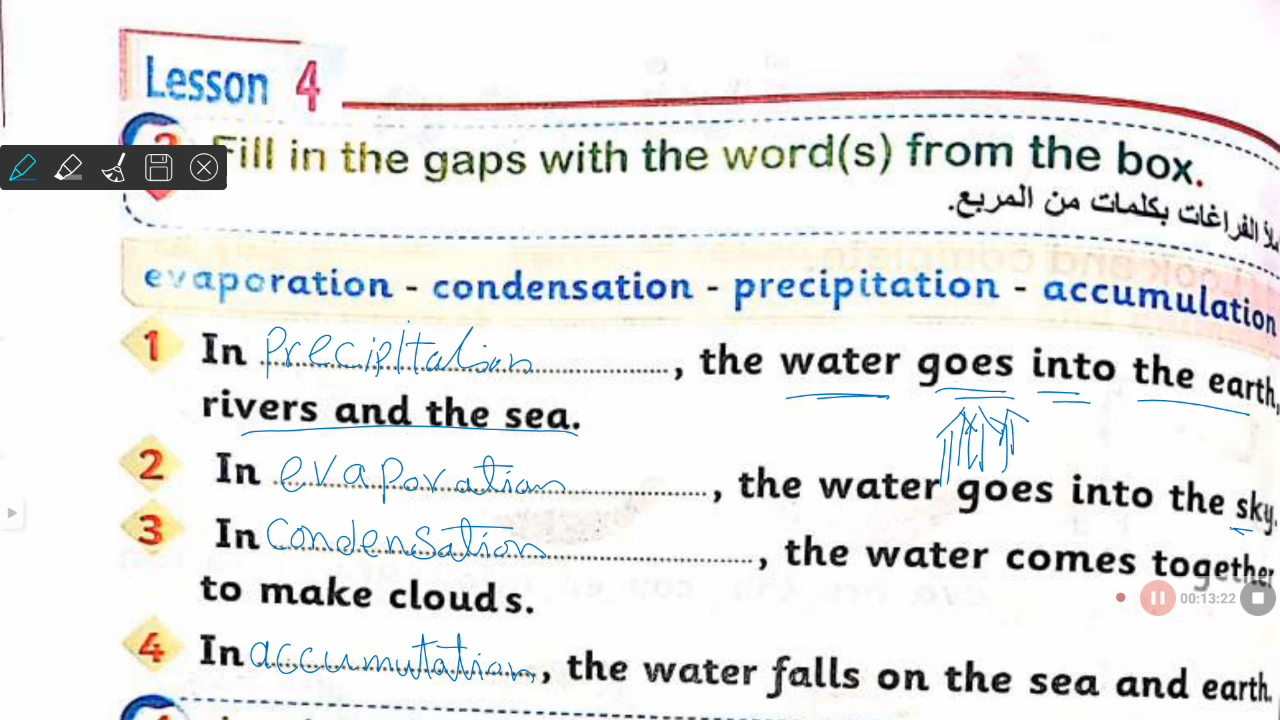 Lesson 4
Fill in the gaps with the word(s) from the box.
املأ الفراغات بكلمات من المربع.
evaporation - condensation - precipitation - accumulation
1 In precipitation, the water goes into the earth,
rivers and the sea.
2 In evaporation, the water goes into the sky.
3 In Condensation, the water comes together
to make clouds.
00:13:22
4 In accumutation, the water falls on the sea and earth.